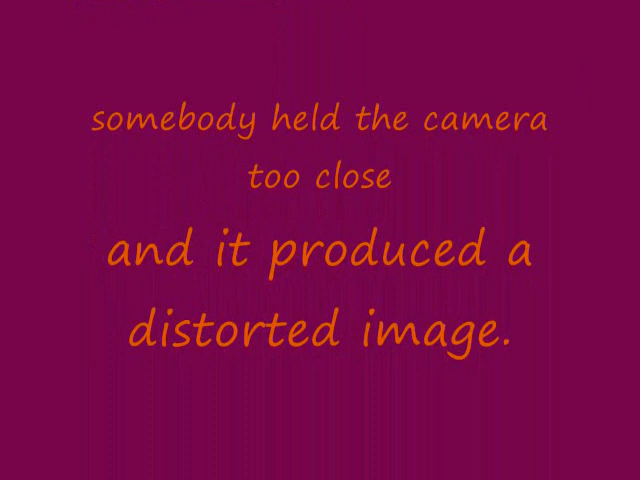 somebody held the camera
too close
and it produced a
distorted image.